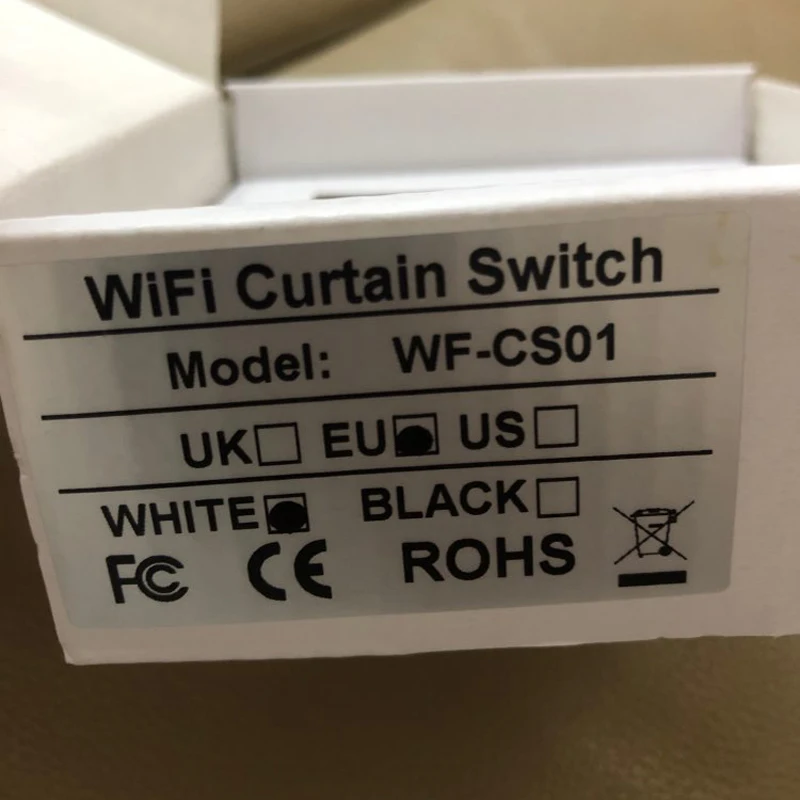 WiFi Curtain Switch
Model: WF-CS01
UK EU US
WHITE BLACK
FC CE ROHS